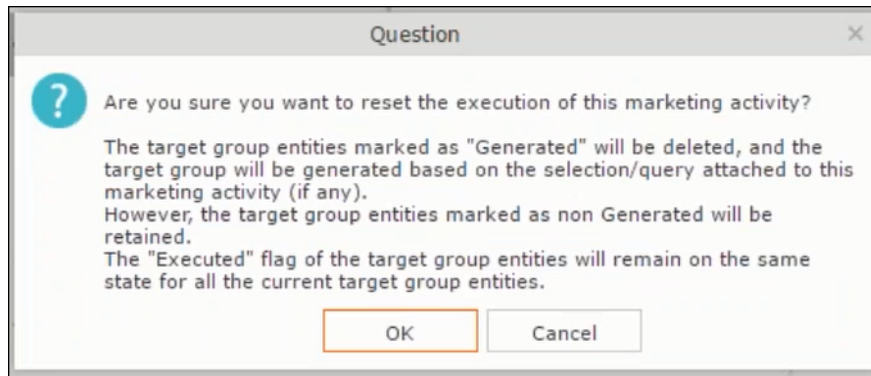 Question
Are you sure you want to reset the execution of this marketing activity?
The target group entities marked as "Generated" will be deleted, and the
target group will be generated based on the selection/query attached to this
marketing activity (if any).
However, the target group entities marked as non Generated will be
retained.
The "Executed" flag of the target group entities will remain on the same
state for all the current target group entities.
OK
Cancel